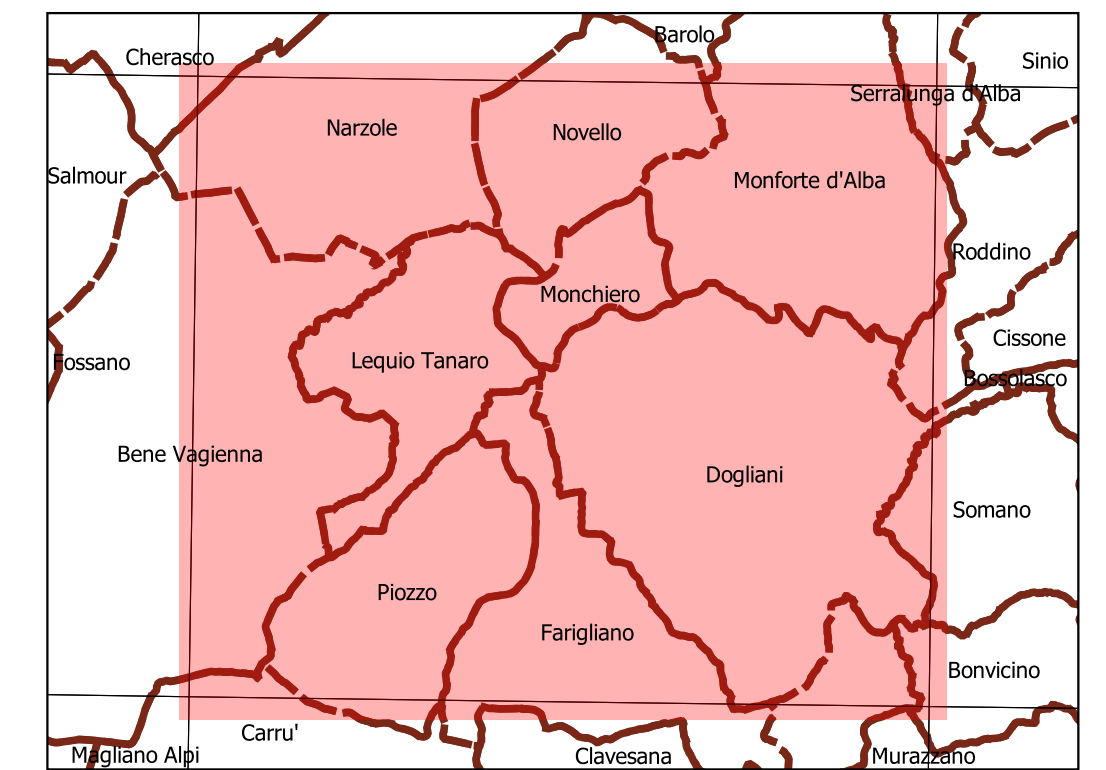 Barolo
Cherasco
Sinio
Serralunga d'Alba
Narzole
Novello
Salmour
Monforte d'Alba
Roddino
Monchiero
Cissone
Lequio Tanaro
Fossano
Bossolasco
Bene Vagienna
Dogliani
Somano
Piozzo
Farigliano
Bonvicino
Carru'
Magliano Alpi
Clavesana
Murazzano